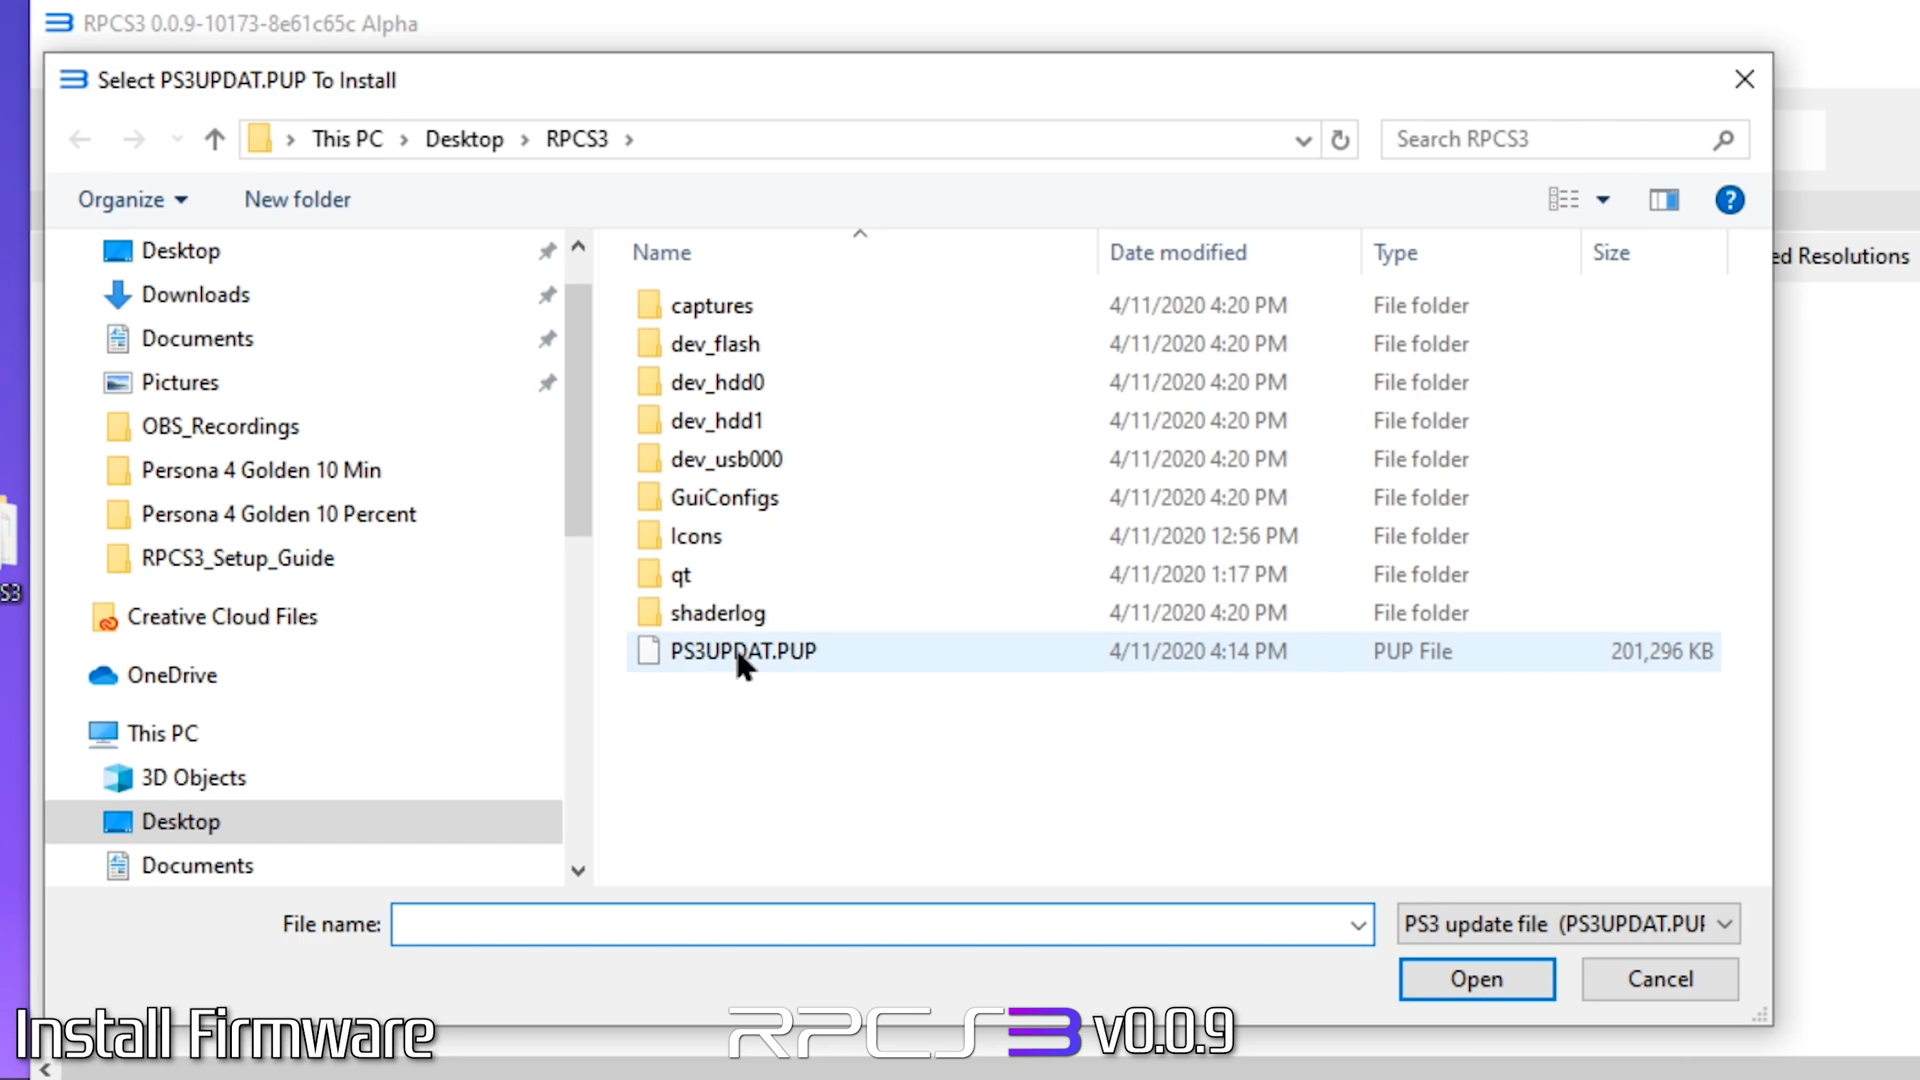 RPCS3 0.0.9-10173-8e61c65c Alpha
Select PS3UPDAT.PUP To Install
This PC > Desktop > RPCS3 >
Search RPCS3
Organize
New folder
?
Desktop
Downloads
Documents
Pictures
OBS_Recordings
Persona 4 Golden 10 Min
Persona 4 Golden 10 Percent
RPCS3_Setup_Guide
Creative Cloud Files
OneDrive
This PC
3D Objects
Desktop
Documents
Name Date modified Type Size
captures 4/11/2020 4:20 PM File folder
dev_flash 4/11/2020 4:20 PM File folder
dev_hdd0 4/11/2020 4:20 PM File folder
dev_hdd1 4/11/2020 4:20 PM File folder
dev_usb000 4/11/2020 4:20 PM File folder
GuiConfigs 4/11/2020 4:20 PM File folder
Icons 4/11/2020 12:56 PM File folder
qt 4/11/2020 1:17 PM File folder
shaderlog 4/11/2020 4:20 PM File folder
PS3UPDAT.PUP 4/11/2020 4:14 PM PUP File 201,296 KB
ed Resolutions
S3
File name:
PS3 update file (PS3UPDAT.PUP
Open
Cancel
Install Firmware
RPCS3 v0.0.9